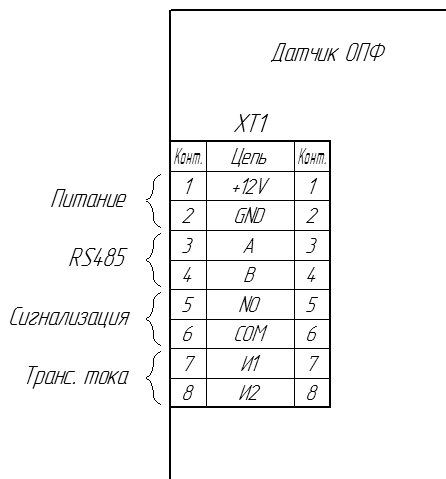 Датчик ОПФ
XT1
Конт. Цепь Конт.
Питание
1 +12V 1
2 GND 2
RS485
3 A 3
4 B 4
Сигнализация
5 NO 5
6 COM 6
Транс. тока
7 И1 7
8 И2 8